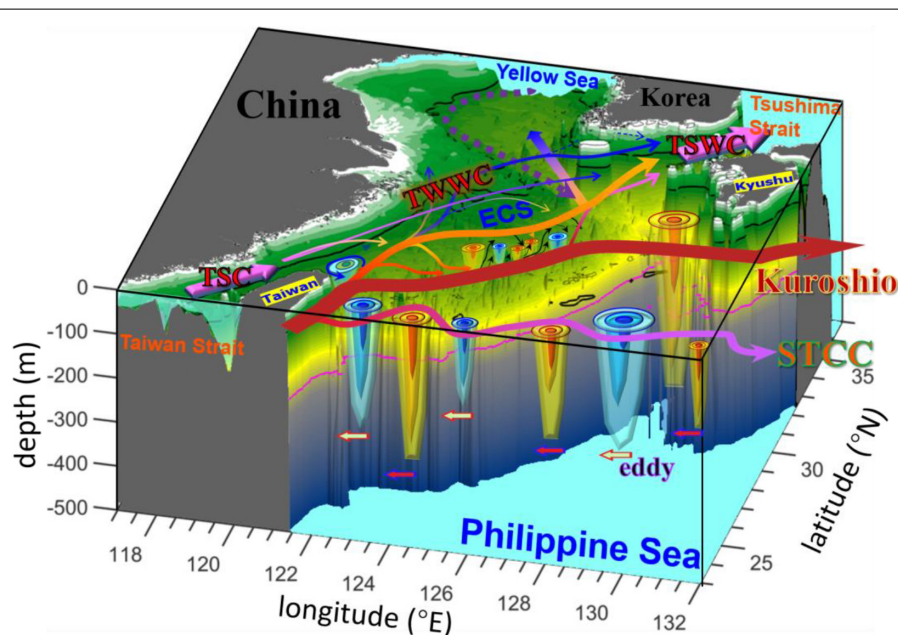 China
Yellow Sea
Korea
Tsushima
Strait
TSWC
Kyushu
TWWC
ECS
TSC
Taiwan
Kuroshio
Taiwan Strait
STCC
eddy
Philippine Sea
0
-100
-200
-300
-400
-500
depth (m)
118
120
122
124
126
128
130
132
longitude (°E)
25
30
35
latitude (°N)